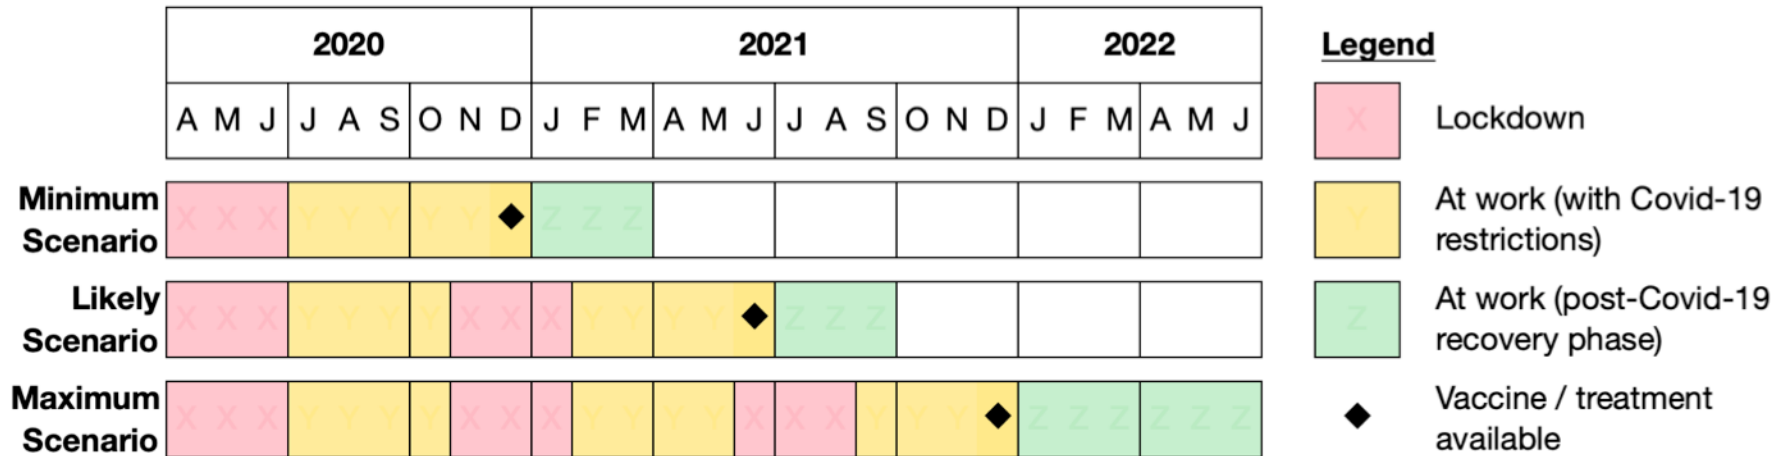 2020 2021 2022 Legend
A M J J A S O N D J F M A M J J A S O N D J F M A M J X Lockdown
Minimum Scenario X X X Y Y Y Y Y Z Z Z Y At work (with Covid-19
restrictions)
Likely Scenario X X X Y Y Y Y X X X Y Y Y Y Z Z Z Z At work (post-Covid-19
recovery phase)
Maximum Scenario X X X Y Y Y Y X X X Y Y Y Y X X X Y Y Y Z Z Z Z Z Z Vaccine / treatment
available